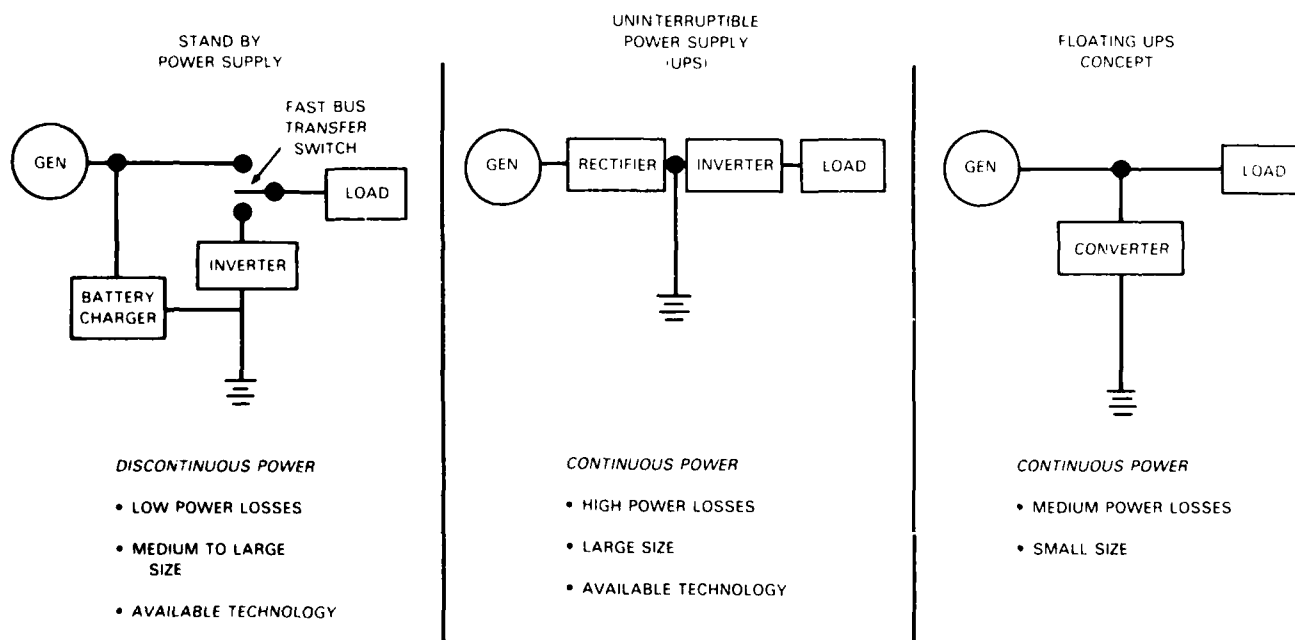 STAND BY
POWER SUPPLY
FAST BUS
TRANSFER
SWITCH
GEN
LOAD
INVERTER
BATTERY
CHARGER
DISCONTINUOUS POWER
• LOW POWER LOSSES
• MEDIUM TO LARGE
SIZE
• AVAILABLE TECHNOLOGY
UNINTERRUPTIBLE
POWER SUPPLY
(UPS)
GEN
RECTIFIER
INVERTER
LOAD
CONTINUOUS POWER
• HIGH POWER LOSSES
• LARGE SIZE
• AVAILABLE TECHNOLOGY
FLOATING UPS
CONCEPT
GEN
LOAD
CONVERTER
CONTINUOUS POWER
• MEDIUM POWER LOSSES
• SMALL SIZE